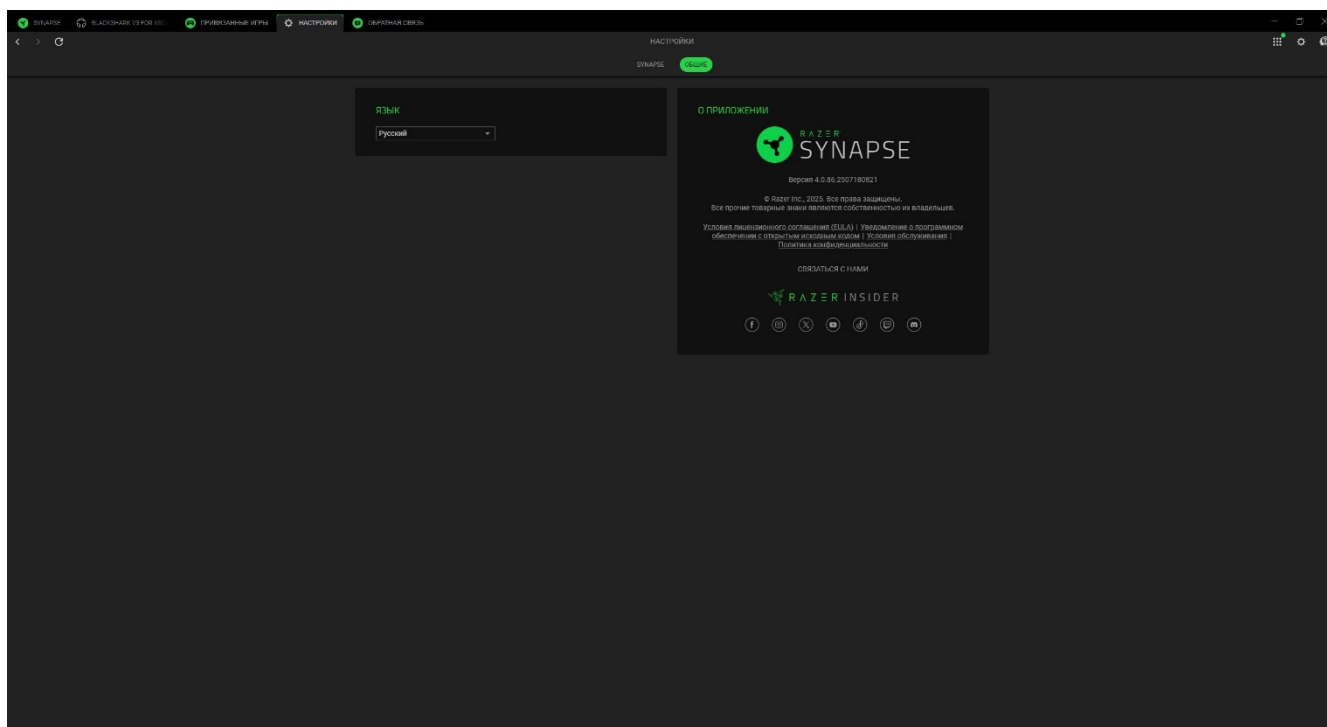 SYNAPSE
BLACKSHARK V3 FOR
ПРИВЯЗАННЫЕ ИГРЫ
НАСТРОЙКИ
ОБРАТНАЯ СВЯЗЬ
НАСТРОЙКИ
SYNAPSE
ОБЩИЕ
ЯЗЫК
Русский
О ПРИЛОЖЕНИИ
RAZER
SYNAPSE
Версия 4.0.86.2507180821
© Razer Inc., 2025. Все права защищены.
Все прочие товарные знаки являются собственностью их владельцев.
Условия лицензионного соглашения (EULA) | Уведомление о программном
обеспечении с открытым исходным кодом | Условия обслуживания |
Политика конфиденциальности
СВЯЗАТЬСЯ С НАМИ
RAZER INSIDER